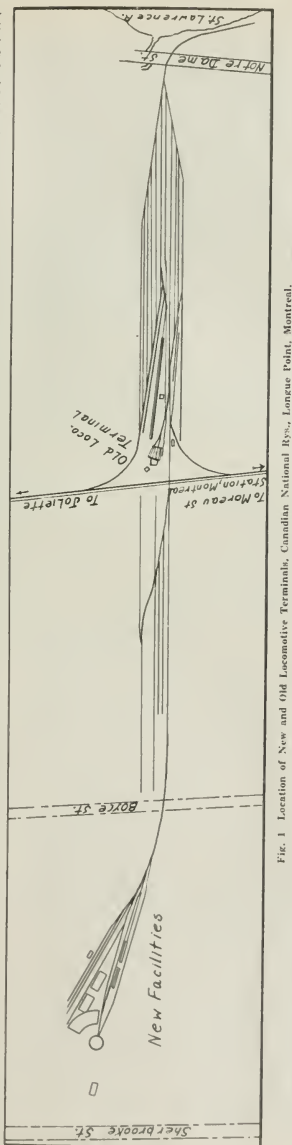 St. Lawrence R.
Notre Dame
St.
Old Loco.
Terminal
To Joliette
To Moreau St
Station, Montreal
Boyce St.
New Facilities
Sherbrooke St.
Fig. 1 Location of New and Old Locomotive Terminals, Canadian National Rys., Longue Point, Montreal.